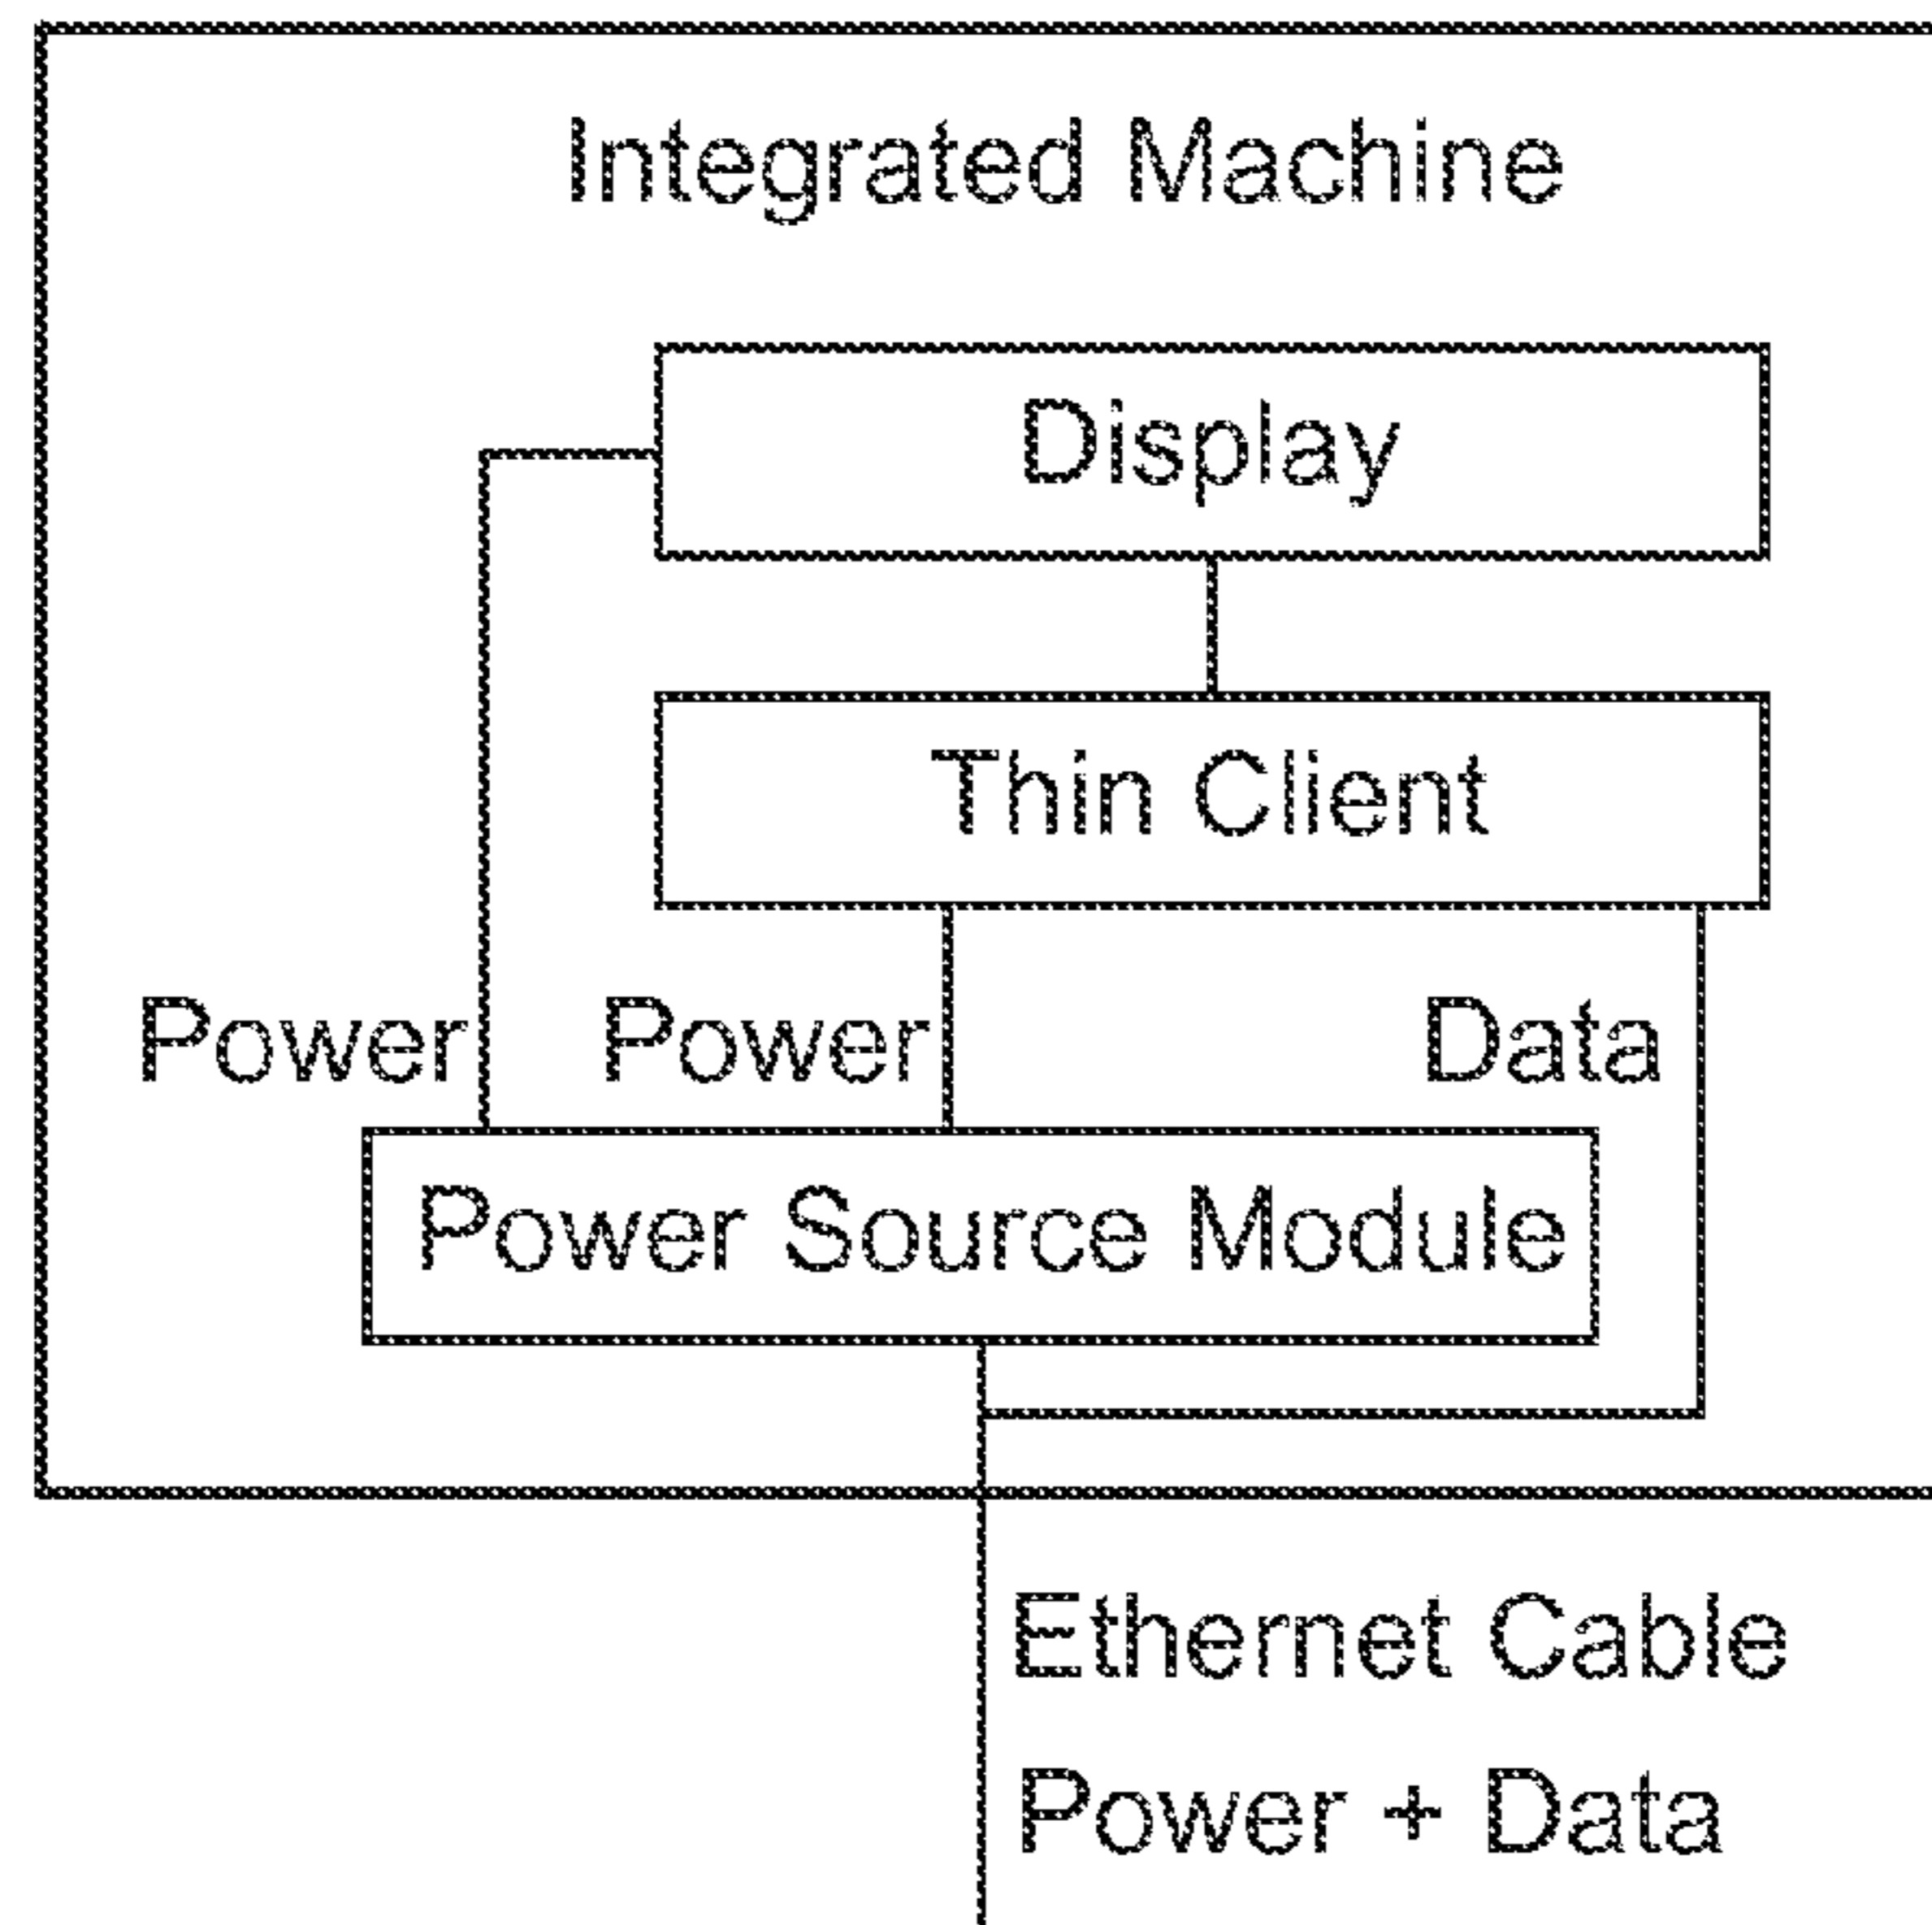 Integrated Machine
Display
Thin Client
Power Power Data
Power Source Module
Ethernet Cable
Power + Data